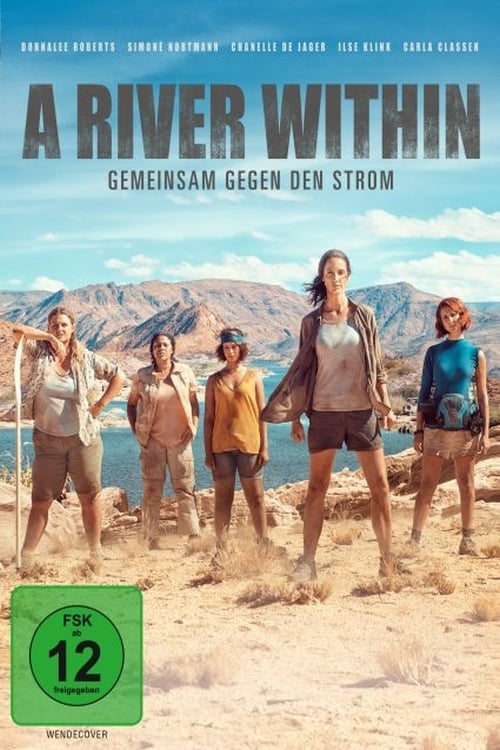 DONNALEE ROBERTS SIMONÉ NORTMANN CHANELLE DE JAGER ILSE KLINK CARLA CLASSEN
A RIVER WITHIN
GEMEINSAM GEGEN DEN STROM
FSK
ab
12
freigegeben
WENDECOVER